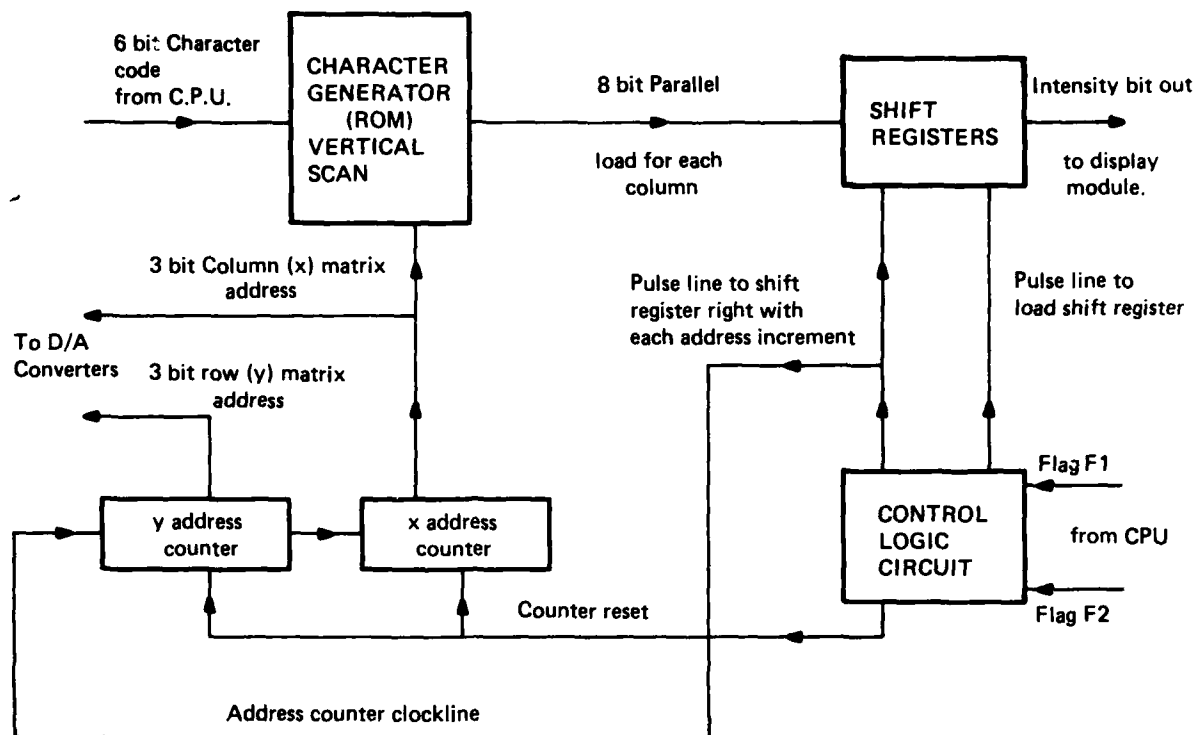 6 bit Character
code
from C.P.U.
CHARACTER
GENERATOR
(ROM)
VERTICAL
SCAN
8 bit Parallel
load for each
column
SHIFT
REGISTERS
Intensity bit out
to display
module.
3 bit Column (x) matrix
address
To D/A
Converters
3 bit row (y) matrix
address
Pulse line to shift
register right with
each address increment
Pulse line to
load shift register
y address
counter
x address
counter
CONTROL
LOGIC
CIRCUIT
Flag F1
from CPU
Flag F2
Counter reset
Address counter clockline